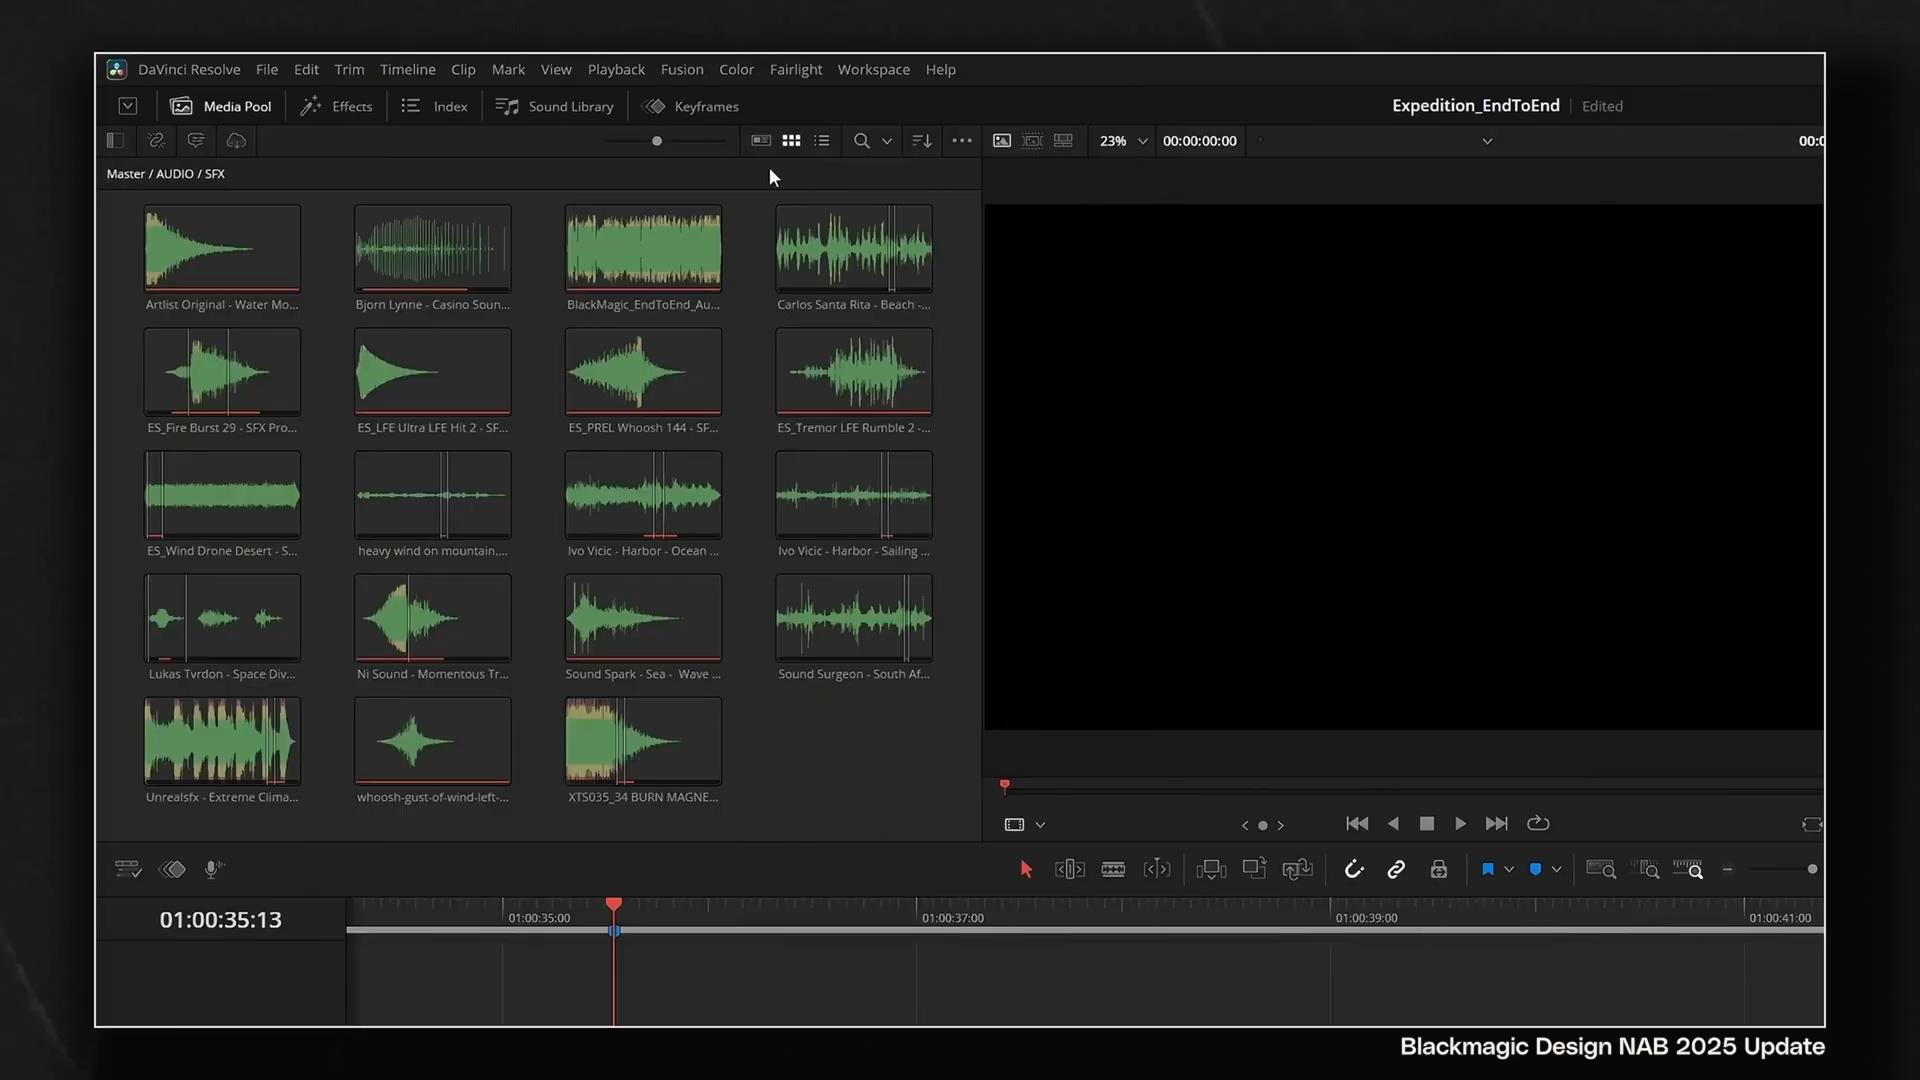 DaVinci Resolve File Edit Trim Timeline Clip Mark View Playback Fusion Color Fairlight Workspace Help
Media Pool Effects Index Sound Library Keyframes Expedition_EndToEnd Edited
23% 00:00:00:00 00:0
Master / AUDIO / SFX
Artlist Original - Water Mo... Bjorn Lynne - Casino Soun... BlackMagic_EndToEnd_Au... Carlos Santa Rita - Beach -...
ES_Fire Burst 29 - SFX Pro... ES_LFE Ultra LFE Hit 2 - SF... ES_PREL Whoosh 144 - SF... ES_Tremor LFE Rumble 2 -...
ES_Wind Drone Desert - S... heavy wind on mountain.... Ivo Vicic - Harbor - Ocean ... Ivo Vicic - Harbor - Sailing ...
Lukas Tvrdon - Space Div... Ni Sound - Momentous Tr... Sound Spark - Sea - Wave ... Sound Surgeon - South Af...
Unrealsfx - Extreme Clima... whoosh-gust-of-wind-left-... XTS035_34 BURN MAGNE...
01:00:35:13 01:00:35:00 01:00:37:00 01:00:39:00 01:00:41:00
Blackmagic Design NAB 2025 Update